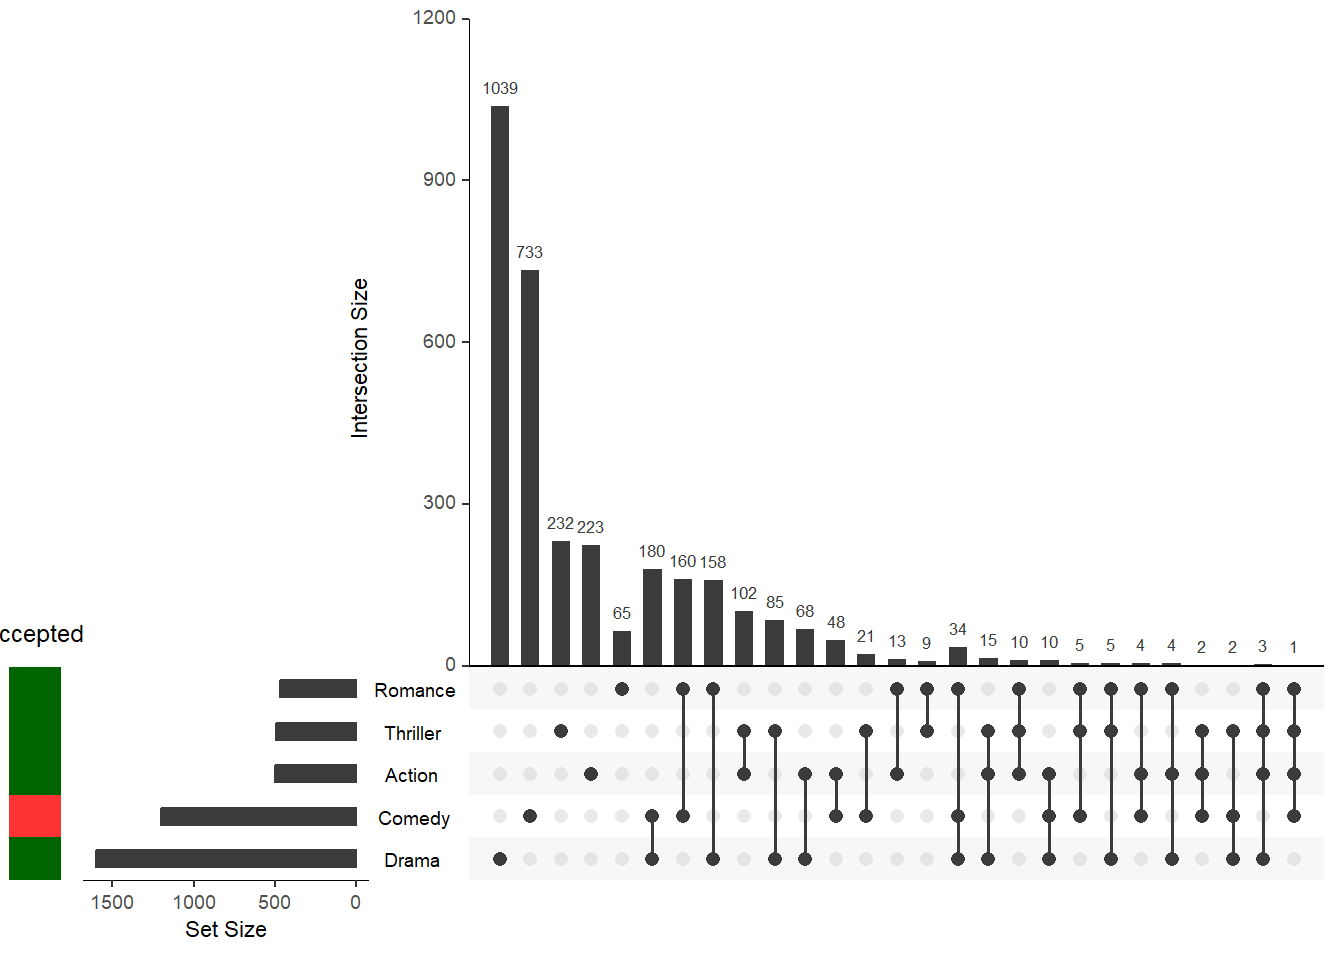 1200
1039
900
733
Intersection Size
600
300
232 223 65 180 160 158 102 85 68 48 21 13 9 34 15 10 10 5 5 4 4 2 2 3 1
0
ccepted
Romance
Thriller
Action
Comedy
Drama
1500 1000 500 0
Set Size